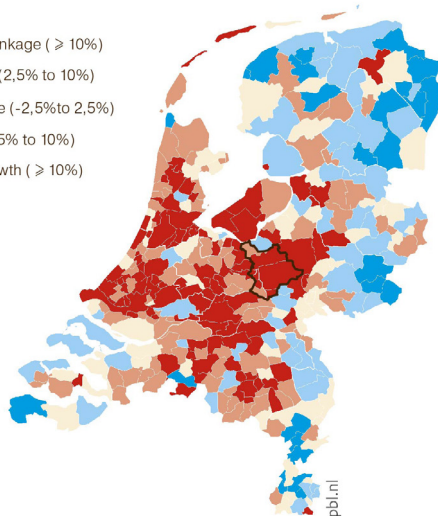 nkage ( ⩾ 10%)
(2,5% to 10%)
e (-2,5%to 2,5%)
5% to 10%)
wth ( ⩾ 10%)
pbl.nl